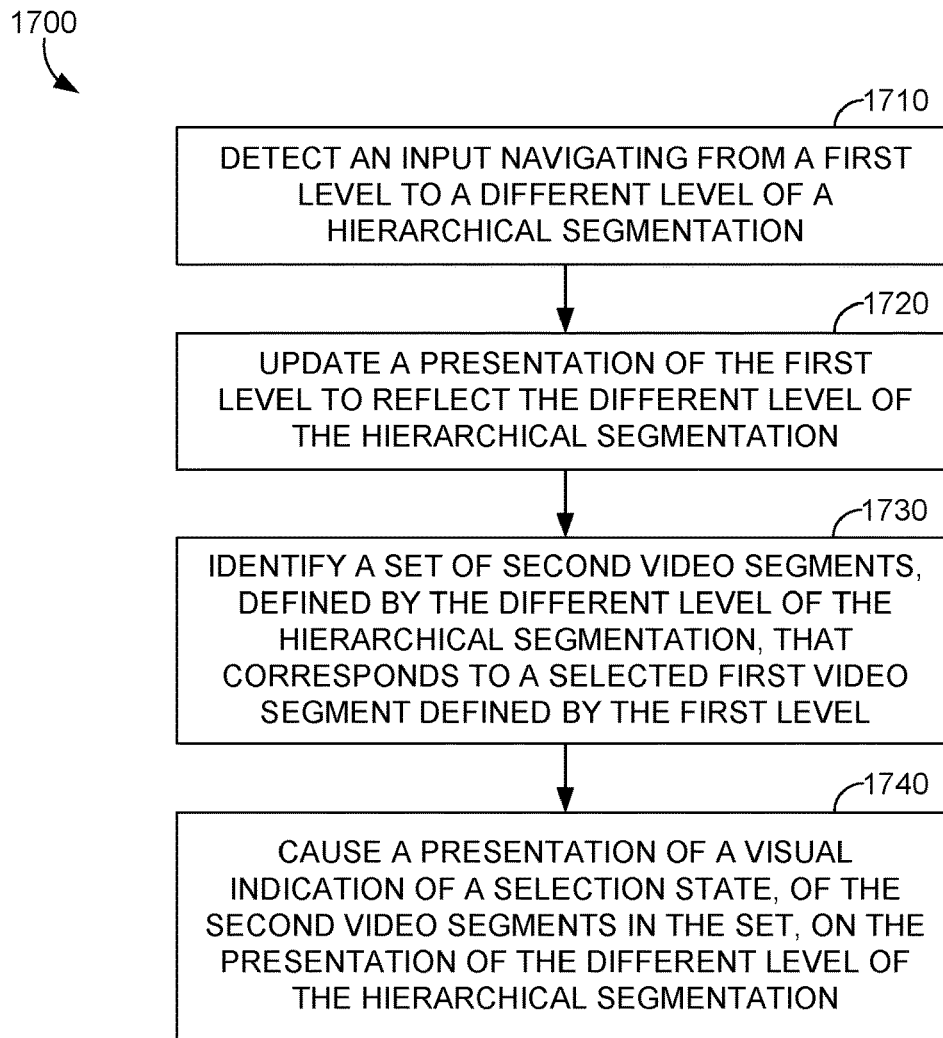 1700
1710
DETECT AN INPUT NAVIGATING FROM A FIRST
LEVEL TO A DIFFERENT LEVEL OF A
HIERARCHICAL SEGMENTATION
1720
UPDATE A PRESENTATION OF THE FIRST
LEVEL TO REFLECT THE DIFFERENT LEVEL OF
THE HIERARCHICAL SEGMENTATION
1730
IDENTIFY A SET OF SECOND VIDEO SEGMENTS,
DEFINED BY THE DIFFERENT LEVEL OF THE
HIERARCHICAL SEGMENTATION, THAT
CORRESPONDS TO A SELECTED FIRST VIDEO
SEGMENT DEFINED BY THE FIRST LEVEL
1740
CAUSE A PRESENTATION OF A VISUAL
INDICATION OF A SELECTION STATE, OF THE
SECOND VIDEO SEGMENTS IN THE SET, ON THE
PRESENTATION OF THE DIFFERENT LEVEL OF
THE HIERARCHICAL SEGMENTATION